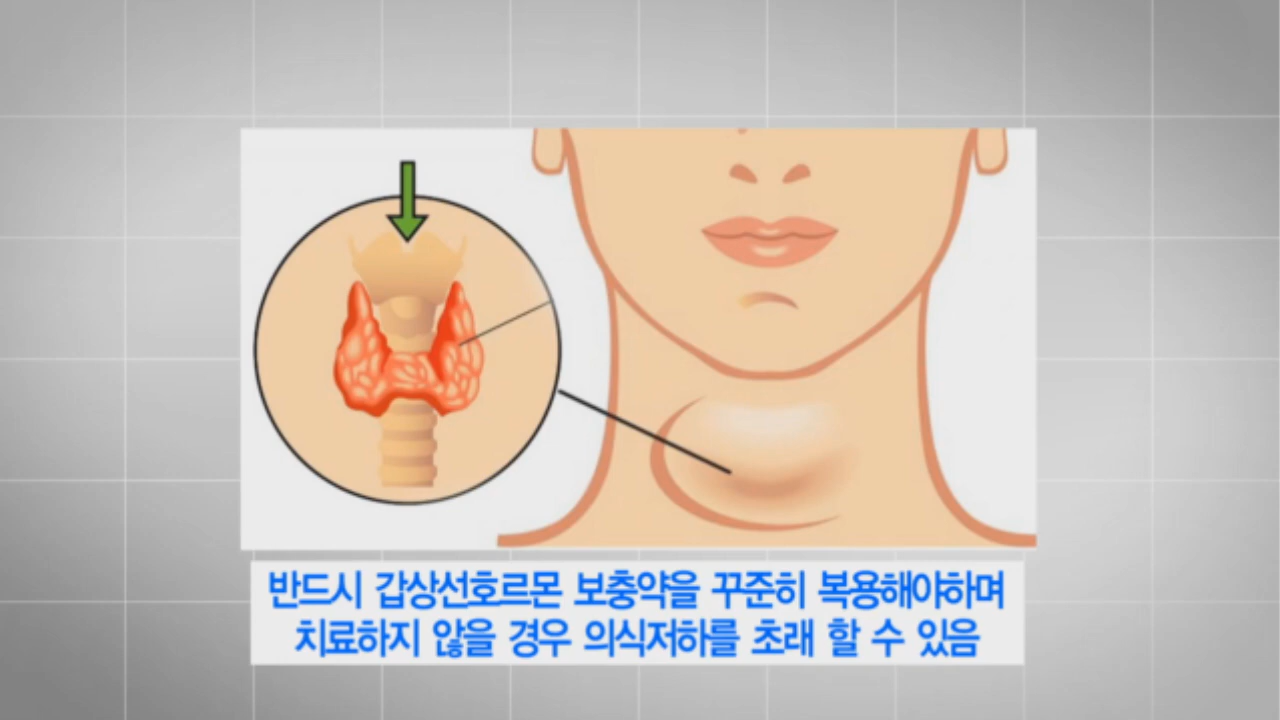 반드시 갑상선호르몬 보충약을 꾸준히 복용해야하며
치료하지 않을 경우 의식저하를 초래 할 수 있음